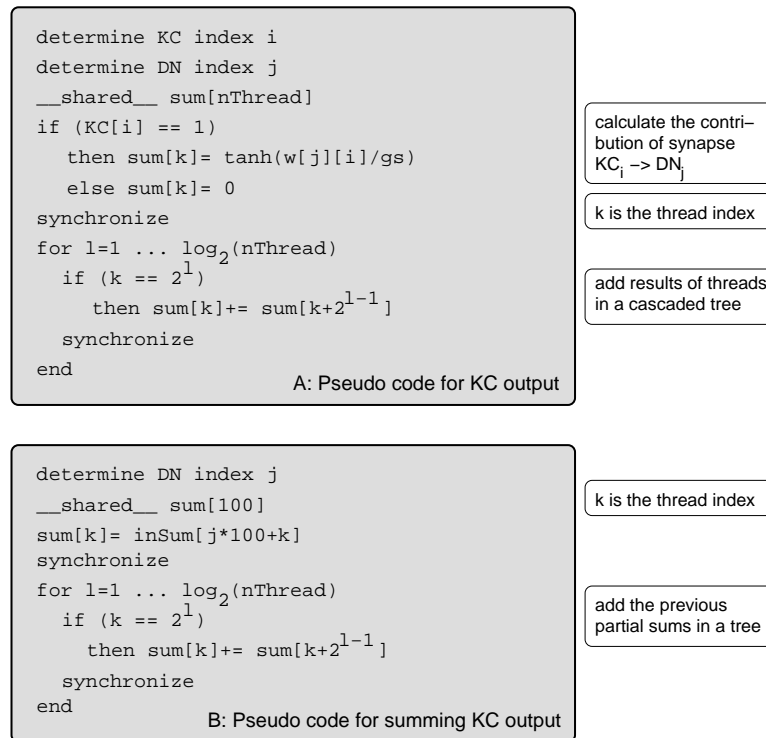 determine KC index i
determine DN index j
__shared__ sum[nThread]
if (KC[i] == 1)
then sum[k]= tanh(w[j][i]/gs)
else sum[k]= 0
synchronize
for l=1 ... log2(nThread)
if (k == 2^l)
then sum[k]+= sum[k+2^l-1]
synchronize
end
A: Pseudo code for KC output
calculate the contri−
bution of synapse
KCi −> DNj
k is the thread index
add results of threads
in a cascaded tree
determine DN index j
__shared__ sum[100]
sum[k]= inSum[j*100+k]
synchronize
for l=1 ... log2(nThread)
if (k == 2^l)
then sum[k]+= sum[k+2^l-1]
synchronize
end
B: Pseudo code for summing KC output
k is the thread index
add the previous
partial sums in a tree